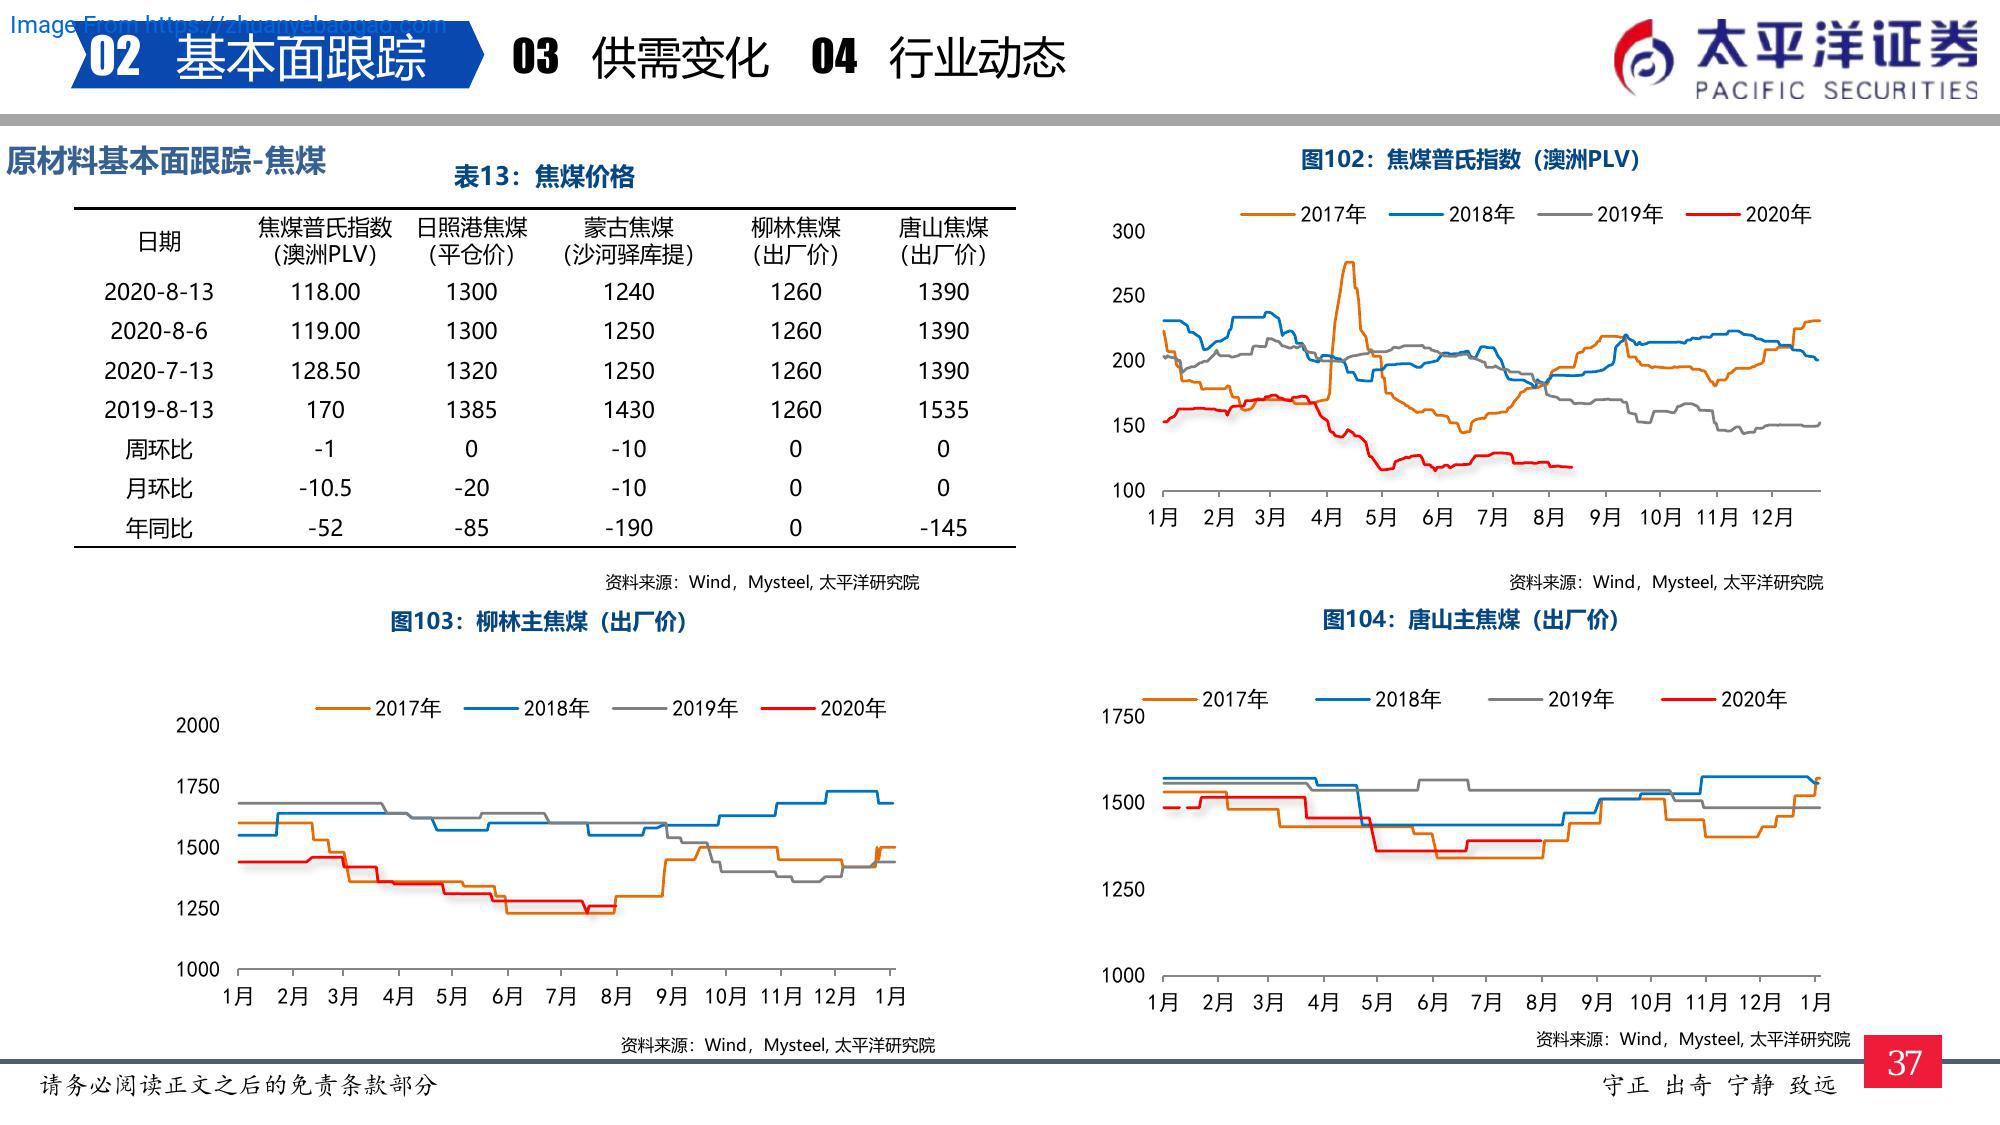 Image From https://zhuanyebaogao.com
02 基本面跟踪 03 供需变化 04 行业动态
太平洋证券
PACIFIC SECURITIES
原材料基本面跟踪-焦煤
表13：焦煤价格
日期 焦煤普氏指数（澳洲PLV） 日照港焦煤（平仓价） 蒙古焦煤（沙河驿库提） 柳林焦煤（出厂价） 唐山焦煤（出厂价）
2020-8-13 118.00 1300 1240 1260 1390
2020-8-6 119.00 1300 1250 1260 1390
2020-7-13 128.50 1320 1250 1260 1390
2019-8-13 170 1385 1430 1260 1535
周环比 -1 0 -10 0 0
月环比 -10.5 -20 -10 0 0
年同比 -52 -85 -190 0 -145
资料来源：Wind，Mysteel, 太平洋研究院
图102：焦煤普氏指数（澳洲PLV）
2017年 2018年 2019年 2020年
300
250
200
150
100
1月 2月 3月 4月 5月 6月 7月 8月 9月 10月 11月 12月
资料来源：Wind，Mysteel, 太平洋研究院
图103：柳林主焦煤（出厂价）
2017年 2018年 2019年 2020年
2000
1750
1500
1250
1000
1月 2月 3月 4月 5月 6月 7月 8月 9月 10月 11月 12月 1月
资料来源：Wind，Mysteel, 太平洋研究院
图104：唐山主焦煤（出厂价）
2017年 2018年 2019年 2020年
1750
1500
1250
1000
1月 2月 3月 4月 5月 6月 7月 8月 9月 10月 11月 12月 1月
资料来源：Wind，Mysteel, 太平洋研究院
请务必阅读正文之后的免责条款部分
守正 出奇 宁静 致远
37